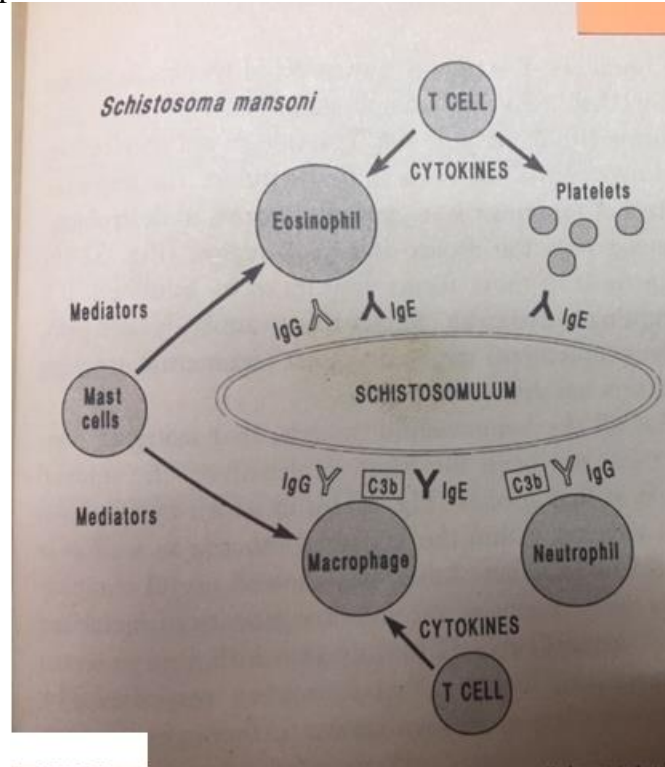 Schistosoma mansoni
T CELL
CYTOKINES
Eosinophil
Platelets
Mediators
IgG
IgE
IgE
Mast
cells
SCHISTOSOMULUM
IgG
C3b
IgE
C3b
IgG
Mediators
Macrophage
Neutrophil
CYTOKINES
T CELL